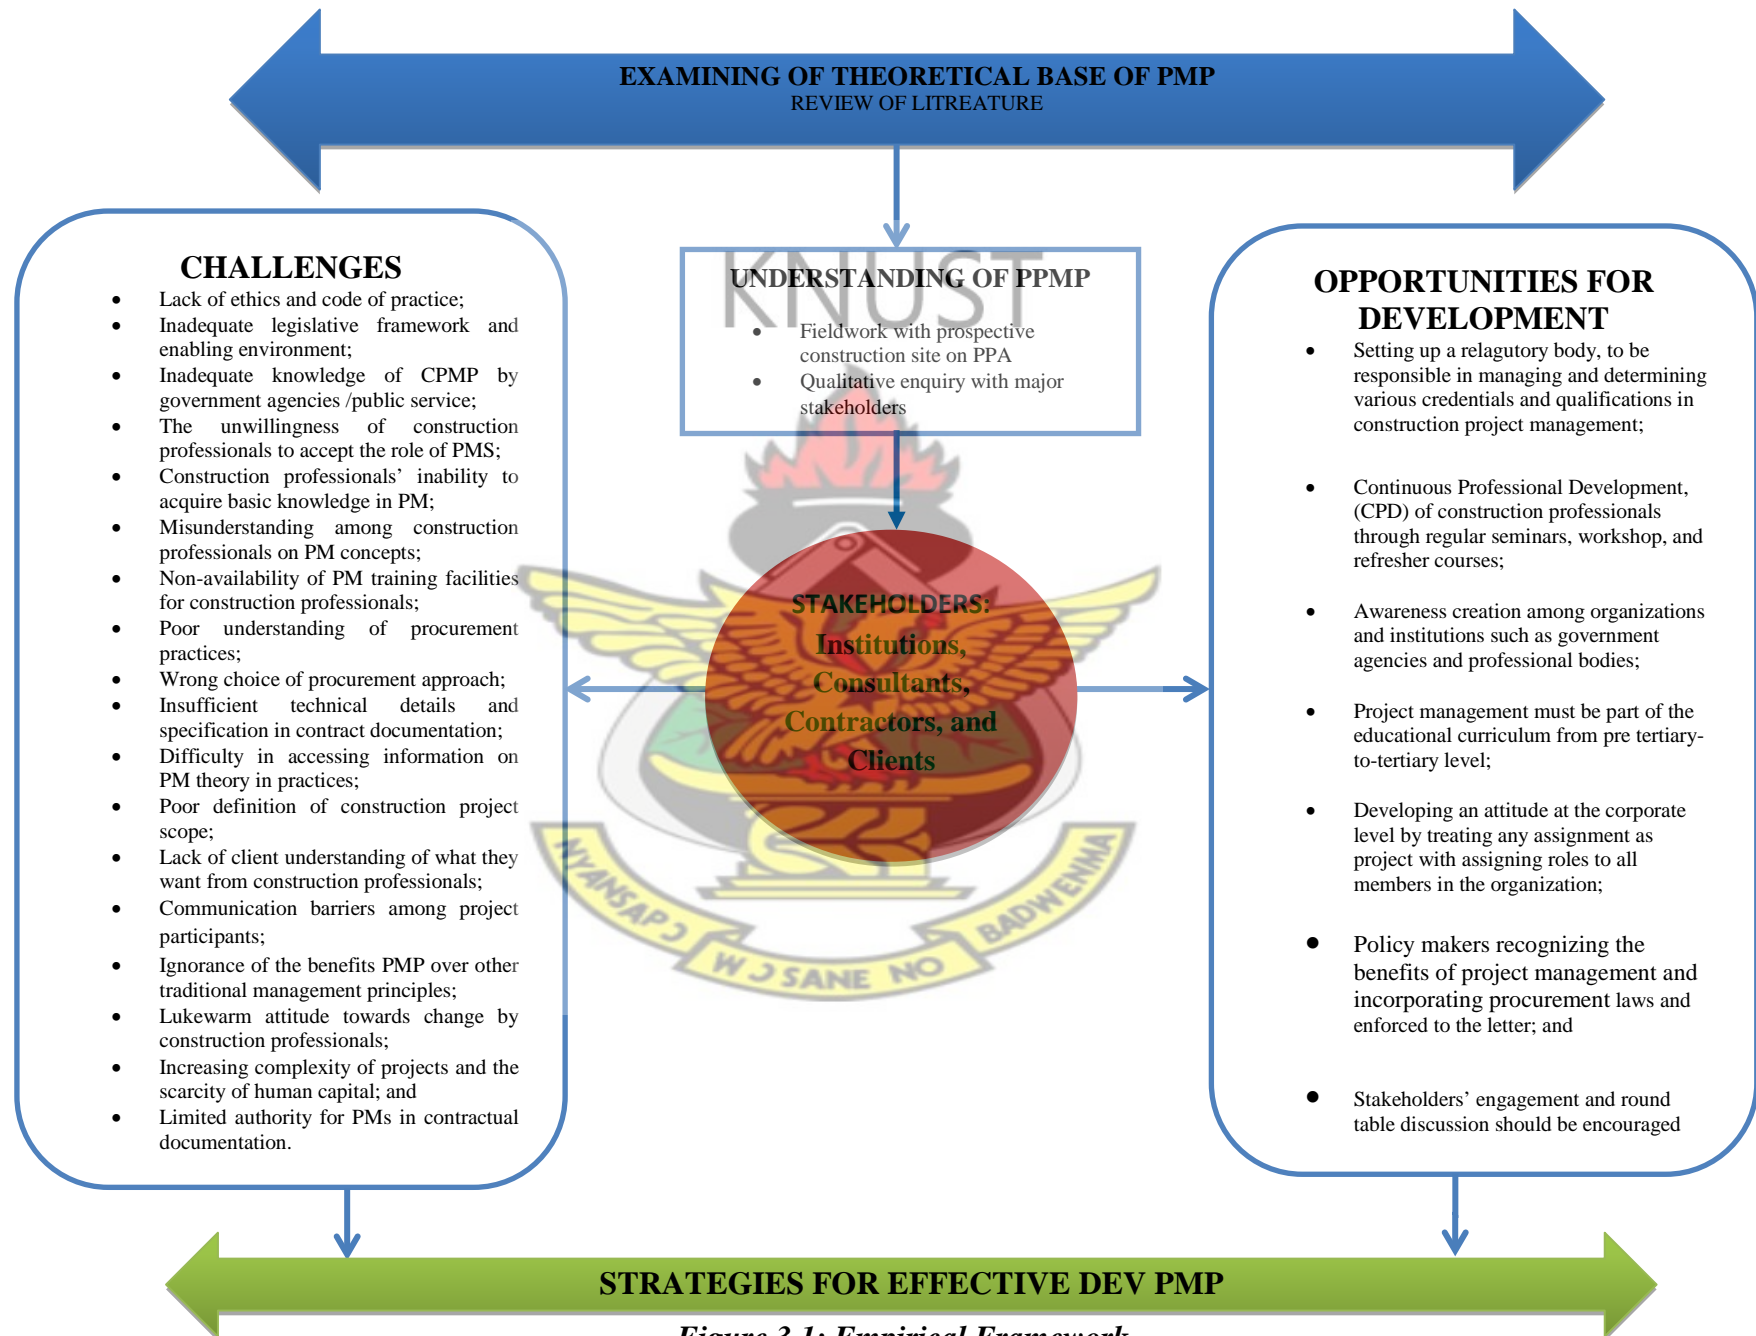 EXAMINING OF THEORETICAL BASE OF PMP
REVIEW OF LITREATURE
CHALLENGES
• Lack of ethics and code of practice;
• Inadequate legislative framework and
enabling environment;
• Inadequate knowledge of CPMP by
government agencies /public service;
• The unwillingness of construction
professionals to accept the role of PMS;
• Construction professionals’ inability to
acquire basic knowledge in PM;
• Misunderstanding among construction
professionals on PM concepts;
• Non-availability of PM training facilities
for construction professionals;
• Poor understanding of procurement
practices;
• Wrong choice of procurement approach;
• Insufficient technical details and
specification in contract documentation;
• Difficulty in accessing information on
PM theory in practices;
• Poor definition of construction project
scope;
• Lack of client understanding of what they
want from construction professionals;
• Communication barriers among project
participants;
• Ignorance of the benefits PMP over other
traditional management principles;
• Lukewarm attitude towards change by
construction professionals;
• Increasing complexity of projects and the
scarcity of human capital; and
• Limited authority for PMs in contractual
documentation.
KNUST
UNDERSTANDING OF PPMP
• Fieldwork with prospective
construction site on PPA
• Qualitative enquiry with major
stakeholders
STAKEHOLDERS:
Institutions,
Consultants,
Contractors, and
Clients
NYANSAPƆ
WƆ SANE NO
BADWENMA
OPPORTUNITIES FOR
DEVELOPMENT
• Setting up a relagutory body, to be
responsible in managing and determining
various credentials and qualifications in
construction project management;
• Continuous Professional Development,
(CPD) of construction professionals
through regular seminars, workshop, and
refresher courses;
• Awareness creation among organizations
and institutions such as government
agencies and professional bodies;
• Project management must be part of the
educational curriculum from pre tertiary-
to-tertiary level;
• Developing an attitude at the corporate
level by treating any assignment as
project with assigning roles to all
members in the organization;
• Policy makers recognizing the
benefits of project management and
incorporating procurement laws and
enforced to the letter; and
• Stakeholders’ engagement and round
table discussion should be encouraged
STRATEGIES FOR EFFECTIVE DEV PMP
Figure 3.1: Empirical Framework